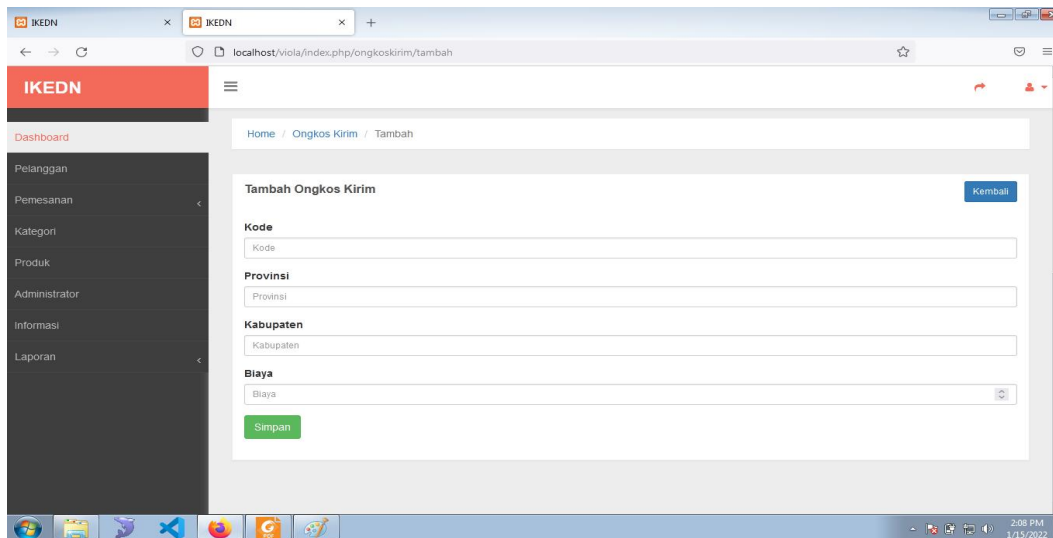 IKEDN
IKEDN
localhost/viola/index.php/ongkoskirim/tambah
IKEDN
Home / Ongkos Kirim / Tambah
Dashboard
Pelanggan
Pemesanan
Kategori
Produk
Administrator
Informasi
Laporan
Tambah Ongkos Kirim
Kembali
Kode
Kode
Provinsi
Provinsi
Kabupaten
Kabupaten
Biaya
Biaya
Simpan
2:08 PM
1/15/2022